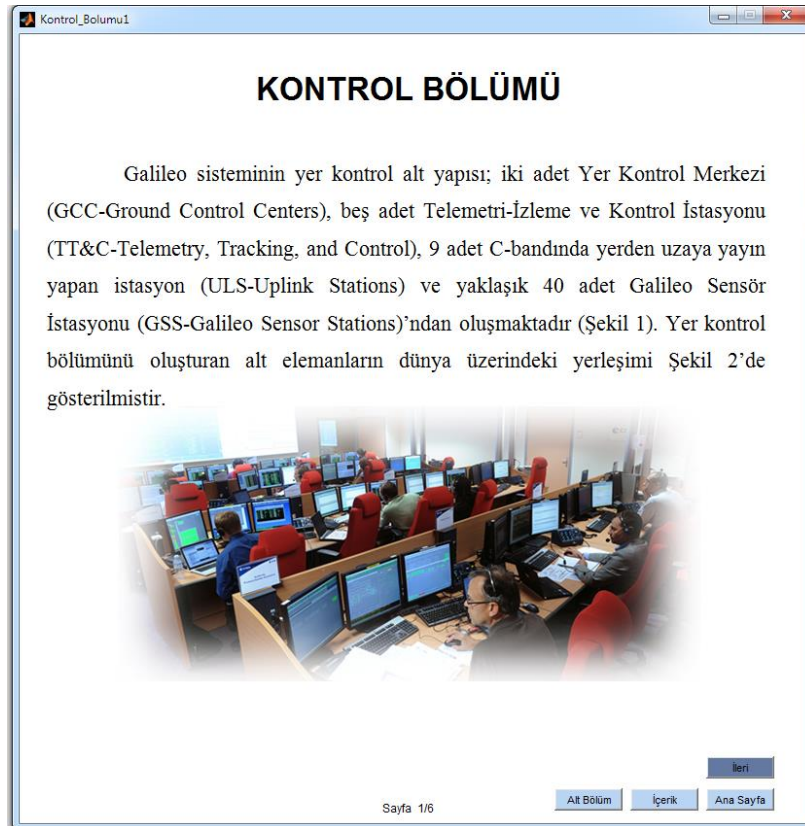 Kontrol_Bolumu1
KONTROL BÖLÜMÜ
Galileo sisteminin yer kontrol alt yapısı; iki adet Yer Kontrol Merkezi
(GCC-Ground Control Centers), beş adet Telemetri-İzleme ve Kontrol İstasyonu
(TT&C-Telemetry, Tracking, and Control), 9 adet C-bandında yerden uzaya yayın
yapan istasyon (ULS-Uplink Stations) ve yaklaşık 40 adet Galileo Sensör
İstasyonu (GSS-Galileo Sensor Stations)’ndan oluşmaktadır (Şekil 1). Yer kontrol
bölümünü oluşturan alt elemanların dünya üzerindeki yerleşimi Şekil 2’de
gösterilmistir.
İleri
Sayfa 1/6
Alt Bölüm
İçerik
Ana Sayfa